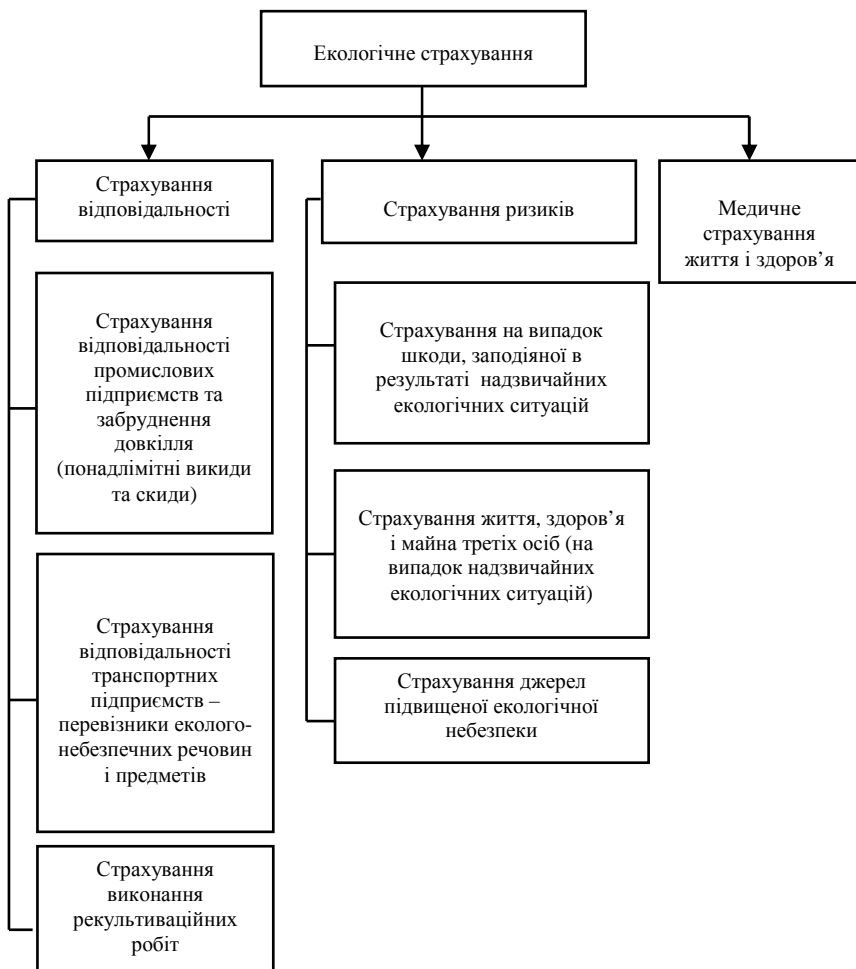 Екологічне страхування
Страхування
відповідальності
Страхування
відповідальності
промислових
підприємств та
забруднення
довкілля
(понадлімітні викиди
та скиди)
Страхування
відповідальності
транспортних
підприємств –
перевізники еколого-
небезпечних речовин
і предметів
Страхування
виконання
рекультиваційних
робіт
Страхування ризиків
Страхування на випадок
шкоди, заподіяної в
результаті надзвичайних
екологічних ситуацій
Страхування життя, здоров’я
і майна третіх осіб (на
випадок надзвичайних
екологічних ситуацій)
Страхування джерел
підвищеної екологічної
небезпеки
Медичне
страхування
життя і здоров’я